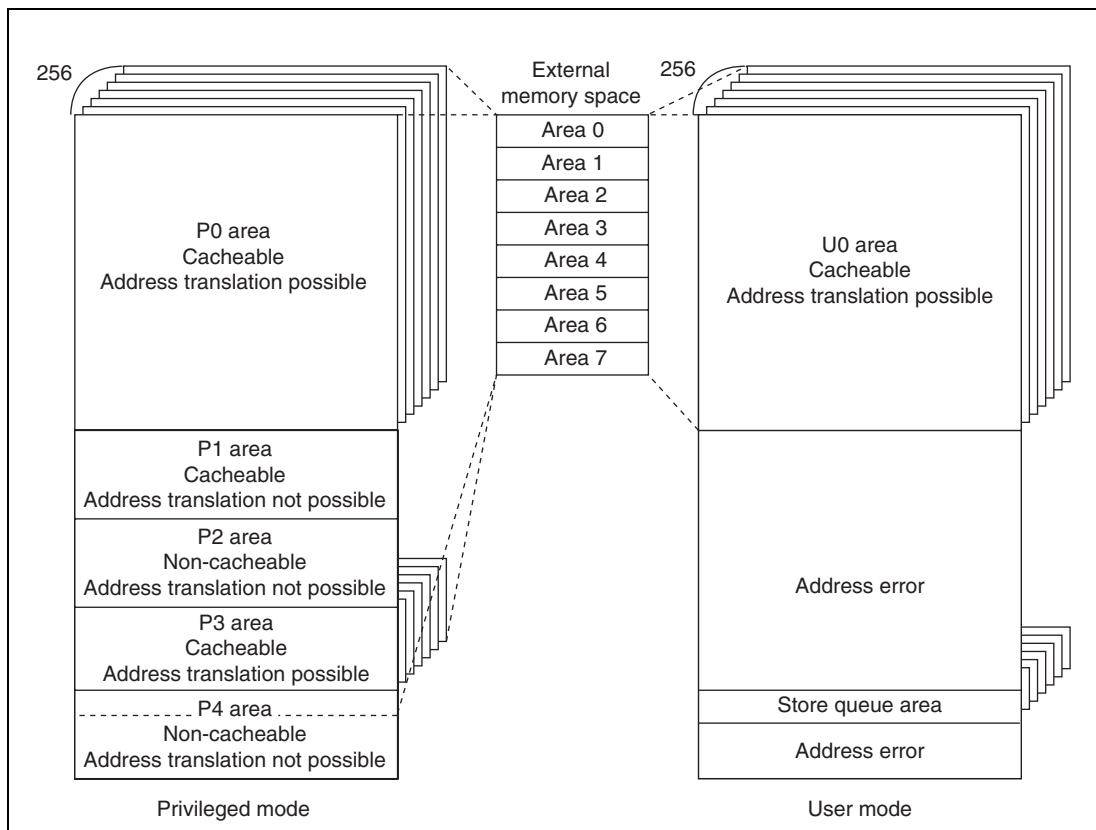 256
P0 area
Cacheable
Address translation possible
P1 area
Cacheable
Address translation not possible
P2 area
Non-cacheable
Address translation not possible
P3 area
Cacheable
Address translation possible
P4 area
Non-cacheable
Address translation not possible
Privileged mode
External
memory space
Area 0
Area 1
Area 2
Area 3
Area 4
Area 5
Area 6
Area 7
256
U0 area
Cacheable
Address translation possible
Address error
Store queue area
Address error
User mode